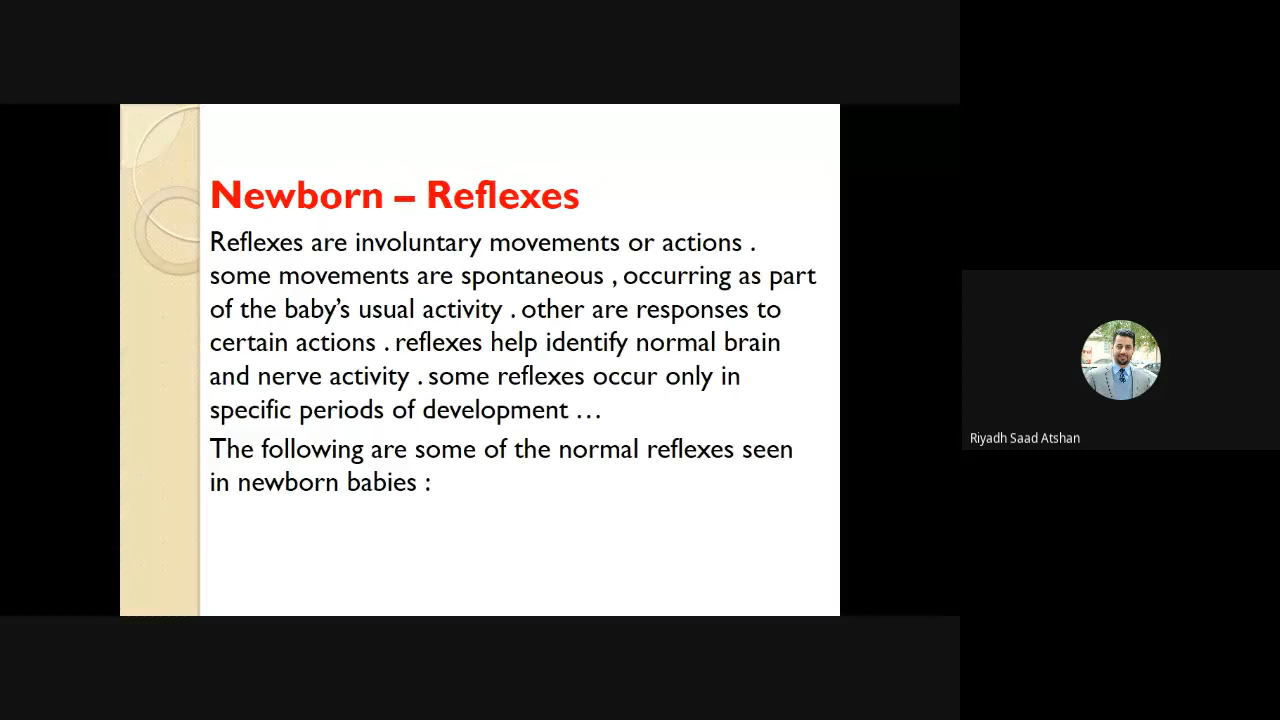 Newborn – Reflexes
Reflexes are involuntary movements or actions .
some movements are spontaneous , occurring as part
of the baby’s usual activity . other are responses to
certain actions . reflexes help identify normal brain
and nerve activity . some reflexes occur only in
specific periods of development …
The following are some of the normal reflexes seen
in newborn babies :
Riyadh Saad Atshan